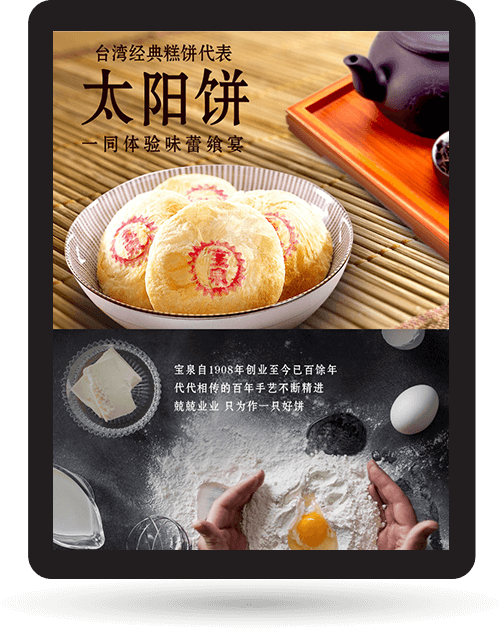 台湾经典糕饼代表
太阳饼
一同体验味蕾飨宴
宝泉
宝泉自1908年创业至今已百馀年
代代相传的百年手艺不断精进
兢兢业业 只为作一只好饼